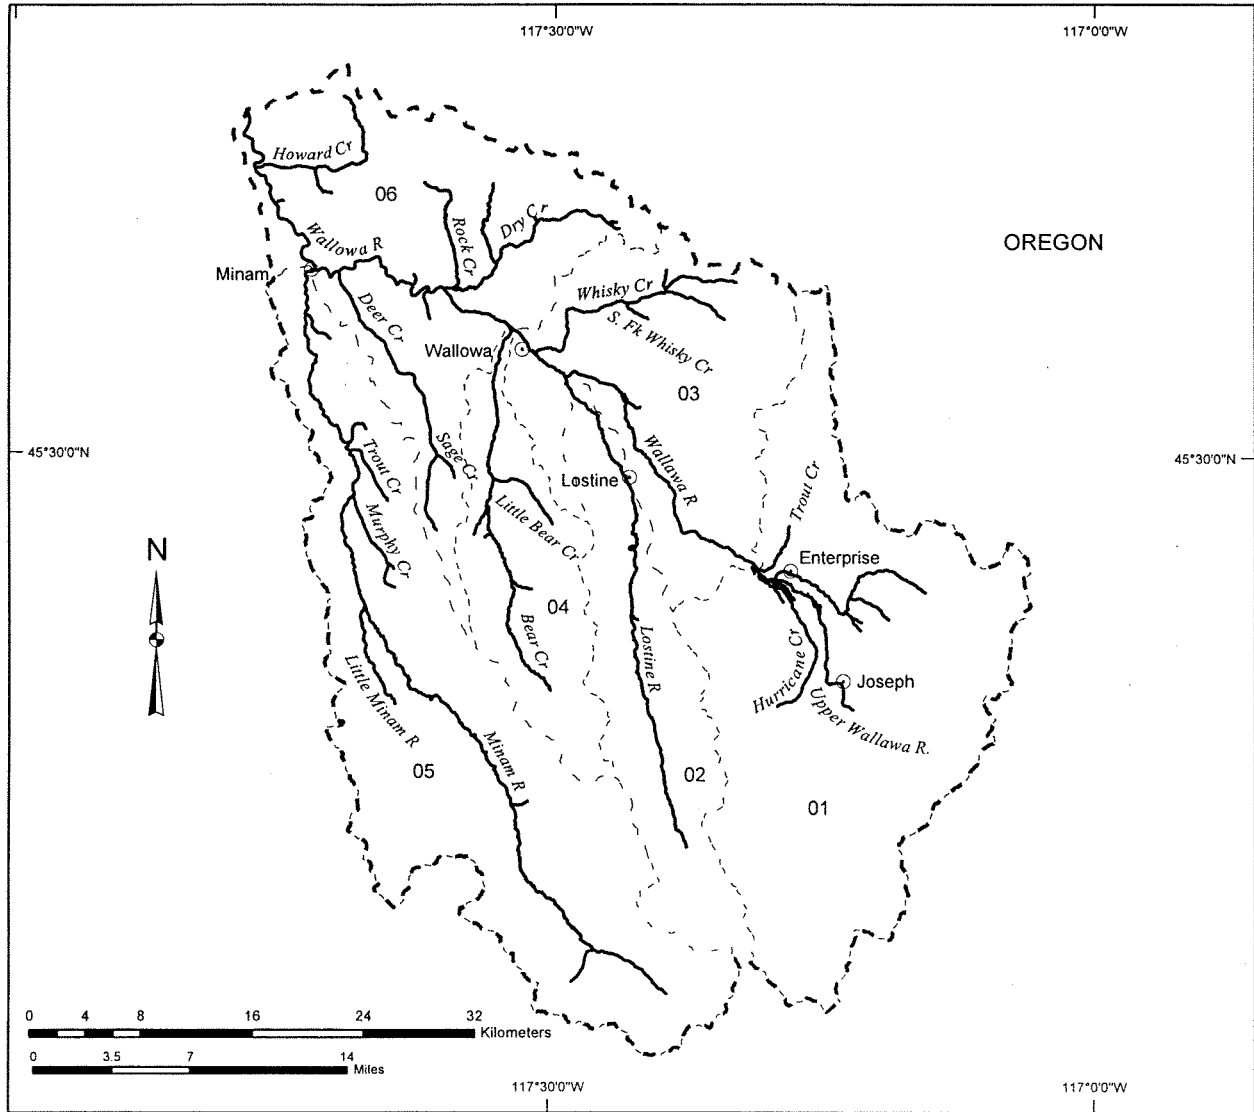 117°30'0"W
117°0'0"W
Howard Cr
06
Wallowa R
Rock Cr
Dry Cr
OREGON
Minam
Deer Cr
Whisky Cr
S. Fk Whisky Cr
Wallowa
03
45°30'0"N
45°30'0"N
Trout Cr
Sage Cr
Lostine
Wallawa R
Trout Cr
Murphy Cr
Little Bear Cr
N
Enterprise
04
Bear Cr
Lostine R
Hurricane Cr
Joseph
Little Minam R
Upper Wallawa R.
Minam R
05
02
01
0 4 8 16 24 32
Kilometers
0 3.5 7 14
Miles
117°30'0"W
117°0'0"W